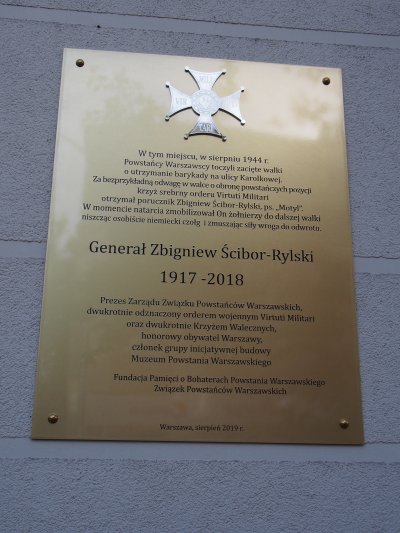 VIR
TUTI
MILI
TARI
W tym miejscu, w sierpniu 1944 r.
Powstańcy Warszawscy toczyli zacięte walki
o utrzymanie barykady na ulicy Karolkowej.
Za bezprzykładną odwagę w walce o obronę powstańczych pozycji
krzyż srebrny orderu Virtuti Militari
otrzymał porucznik Zbigniew Ścibor-Rylski, ps. „Motyl".
W momencie natarcia zmobilizował On żołnierzy do dalszej walki
niszcząc osobiście niemiecki czołg i zmuszając siły wroga do odwrotu.
Generał Zbigniew Ścibor-Rylski
1917 -2018
Prezes Zarządu Związku Powstańców Warszawskich,
dwukrotnie odznaczony orderem wojennym Virtuti Militari
oraz dwukrotnie Krzyżem Walecznych,
honorowy obywatel Warszawy,
członek grupy inicjatywnej budowy
Muzeum Powstania Warszawskiego
Fundacja Pamięci o Bohaterach Powstania Warszawskiego
Związek Powstańców Warszawskich
Warszawa, sierpień 2019 r.